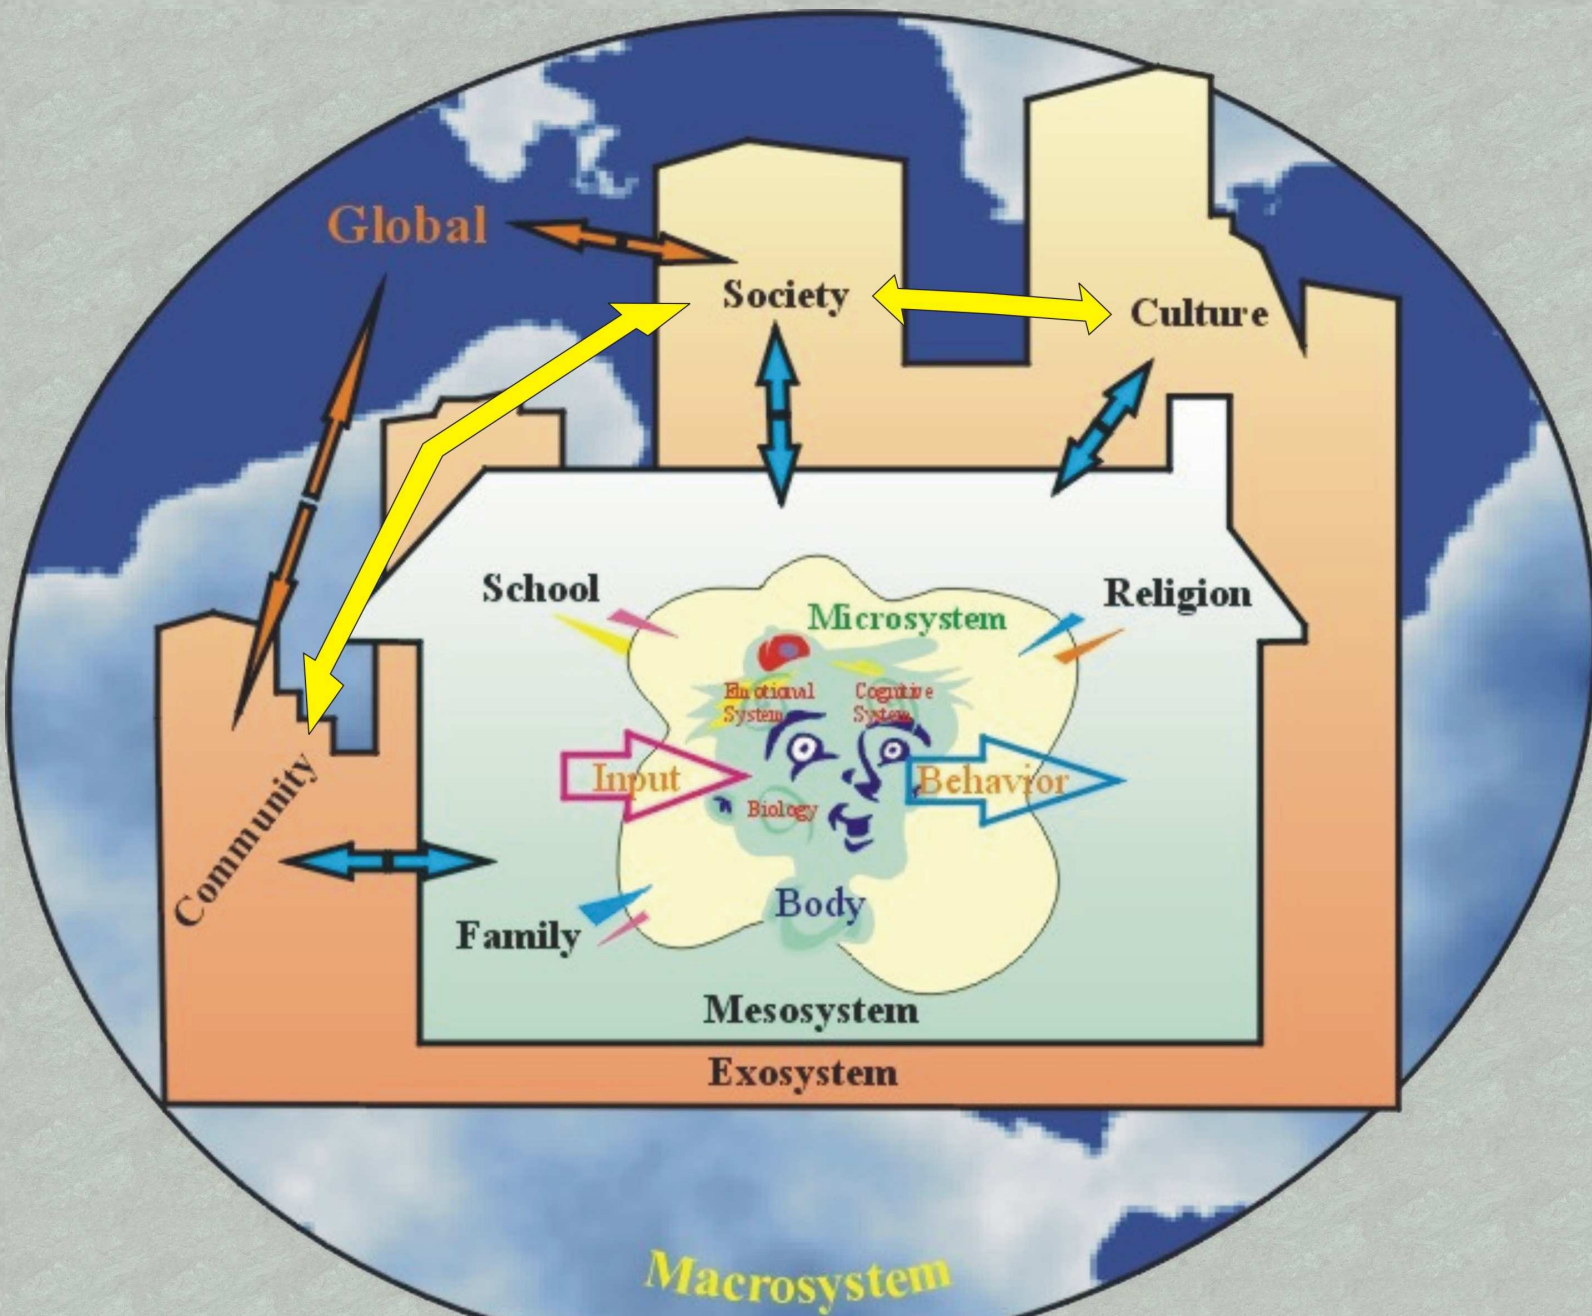 Global
Society
Culture
School
Religion
Microsystem
Emotional
System
Cognitive
System
Input
Behavior
Biology
Community
Body
Family
Mesosystem
Exosystem
Macrosystem